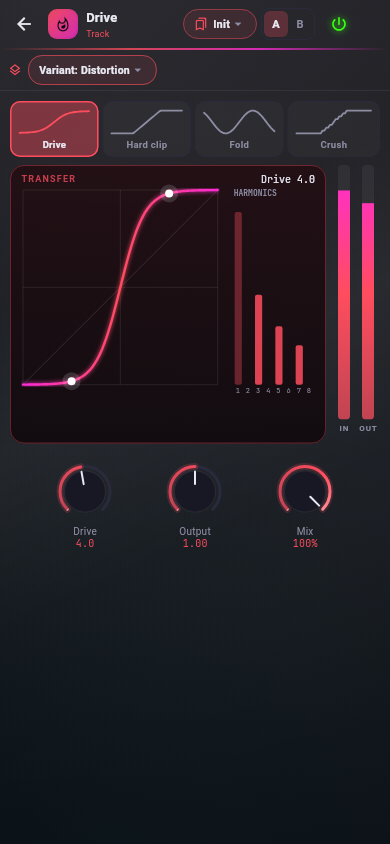 Drive
Track
Init
A
B
Variant: Distortion
Drive
Hard clip
Fold
Crush
TRANSFER
Drive 4.0
HARMONICS
1 2 3 4 5 6 7 8
IN
OUT
Drive
Output
Mix
4.0
1.00
100%